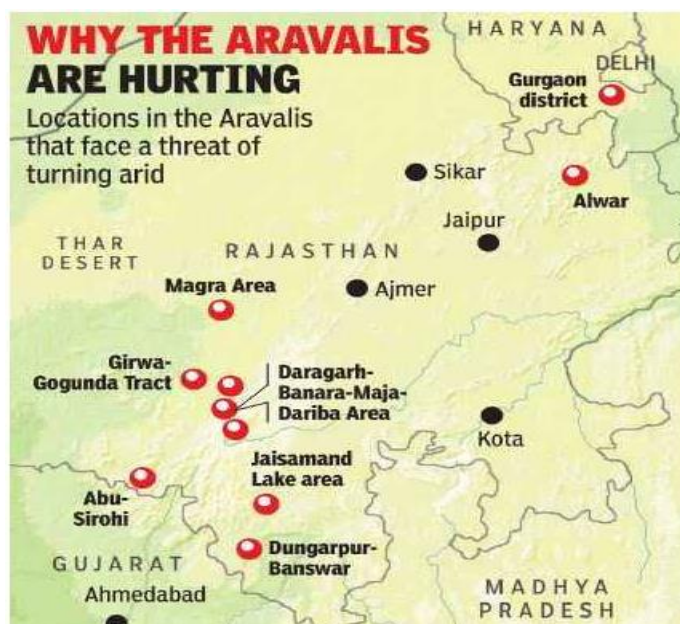 WHY THE ARAVALIS
ARE HURTING
Locations in the Aravalis
that face a threat of
turning arid
HARYANA
DELHI
Gurgaon
district
Sikar
Alwar
Jaipur
THAR
DESERT
RAJASTHAN
Magra Area
Ajmer
Girwa-
Gogunda Tract
Daragarh-
Banara-Maja-
Dariba Area
Kota
Jaisamand
Lake area
Abu-
Sirohi
Dungarpur-
Banswar
GUJARAT
Ahmedabad
MADHYA
PRADESH